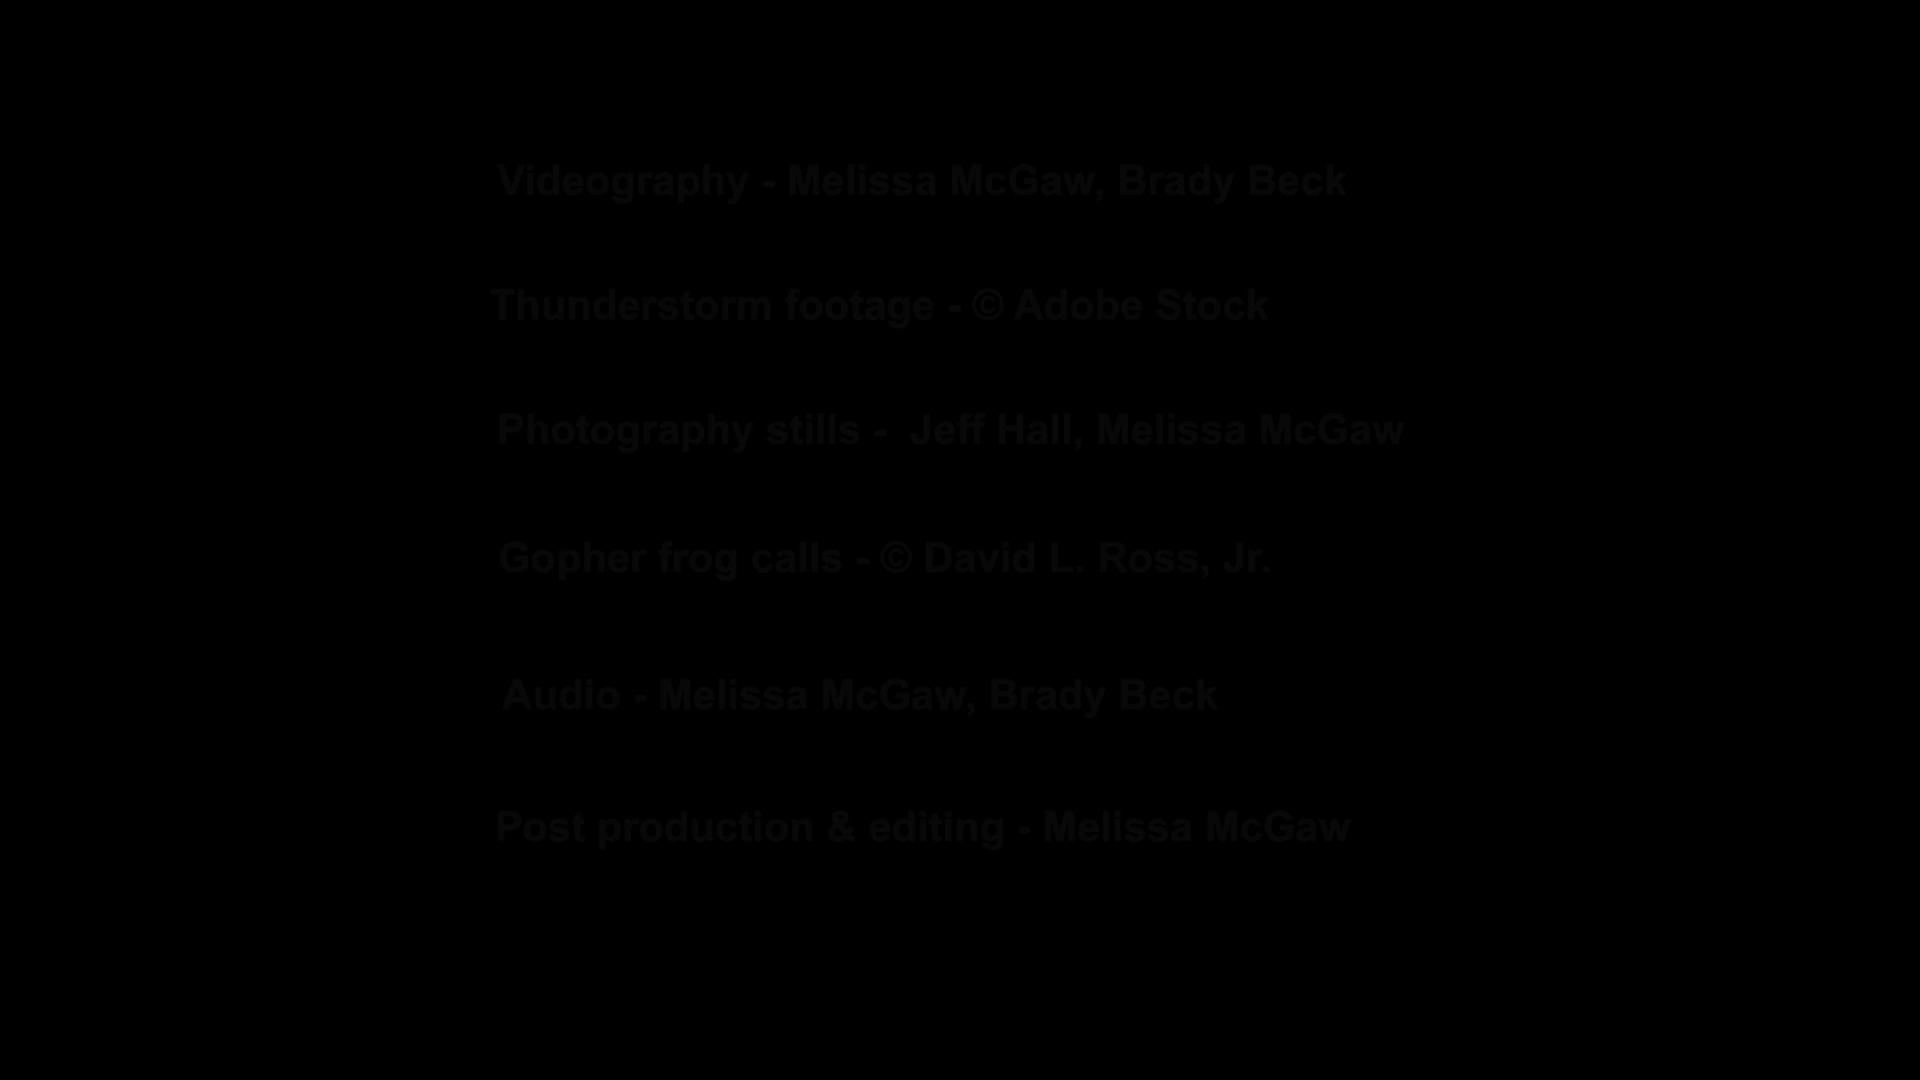 Videography - Melissa McGaw, Brady Beck
Thunderstorm footage - © Adobe Stock
Photography stills -  Jeff Hall, Melissa McGaw
Gopher frog calls - © David L. Ross, Jr.
Audio - Melissa McGaw, Brady Beck
Post production & editing - Melissa McGaw